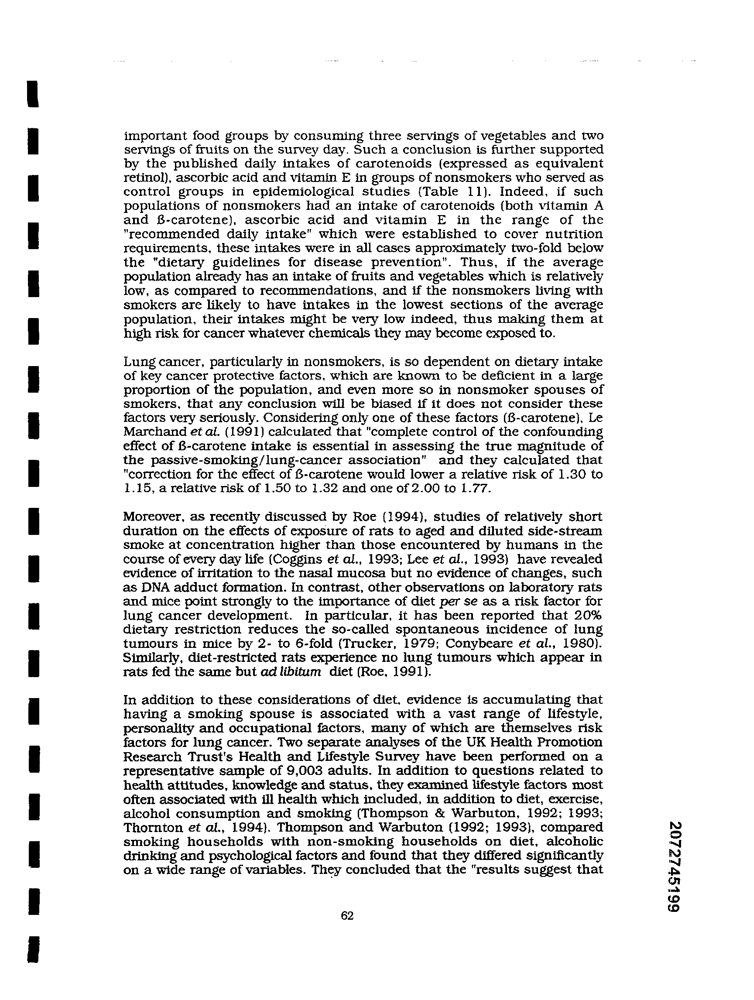 important food groups by consuming three servings of vegetables and two
servings of fruits on the survey day. Such a conclusion is further supported
by the published daily intakes of carotenoids (expressed as equivalent
retinol), ascorbic acid and vitamin E in groups of nonsmokers who served as
control groups in epidemiological studies (Table 11). Indeed, if such
populations of nonsmokers had an intake of carotenoids (both vitamin A
and ß-carotene), ascorbic acid and vitamin E in the range of the
"recommended daily intake" which were established to cover nutrition
requirements, these intakes were in all cases approximately two-fold below
the "dietary guidelines for disease prevention". Thus, if the average
population already has an intake of fruits and vegetables which is relatively
low, as compared to recommendations, and if the nonsmokers living with
smokers are likely to have intakes in the lowest sections of the average
population, their intakes might be very low indeed, thus making them at
high risk for cancer whatever chemicals they may become exposed to.

Lung cancer, particularly in nonsmokers, is so dependent on dietary intake
of key cancer protective factors, which are known to be deficient in a large
proportion of the population, and even more so in nonsmoker spouses of
smokers, that any conclusion will be biased if it does not consider these
factors very seriously. Considering only one of these factors (ß-carotene), Le
Marchand et al. (1991) calculated that "complete control of the confounding
effect of ß-carotene intake is essential in assessing the true magnitude of
the passive-smoking/lung-cancer association" and they calculated that
"correction for the effect of ß-carotene would lower a relative risk of 1.30 to
1.15, a relative risk of 1.50 to 1.32 and one of 2.00 to 1.77.

Moreover, as recently discussed by Roe (1994), studies of relatively short
duration on the effects of exposure of rats to aged and diluted side-stream
smoke at concentration higher than those encountered by humans in the
course of every day life (Coggins et al., 1993; Lee et al., 1993) have revealed
evidence of irritation to the nasal mucosa but no evidence of changes, such
as DNA adduct formation. In contrast, other observations on laboratory rats
and mice point strongly to the importance of diet per se as a risk factor for
lung cancer development. In particular, it has been reported that 20%
dietary restriction reduces the so-called spontaneous incidence of lung
tumours in mice by 2- to 6-fold (Trucker, 1979; Conybeare et al., 1980).
Similarly, diet-restricted rats experience no lung tumours which appear in
rats fed the same but ad libitum diet (Roe, 1991).

In addition to these considerations of diet, evidence is accumulating that
having a smoking spouse is associated with a vast range of lifestyle,
personality and occupational factors, many of which are themselves risk
factors for lung cancer. Two separate analyses of the UK Health Promotion
Research Trust's Health and Lifestyle Survey have been performed on a
representative sample of 9,003 adults. In addition to questions related to
health attitudes, knowledge and status, they examined lifestyle factors most
often associated with ill health which included, in addition to diet, exercise,
alcohol consumption and smoking (Thompson & Warbuton, 1992; 1993;
Thornton et al., 1994). Thompson and Warbuton (1992; 1993), compared
smoking households with non-smoking households on diet, alcoholic
drinking and psychological factors and found that they differed significantly
on a wide range of variables. They concluded that the "results suggest that

62
2072745199